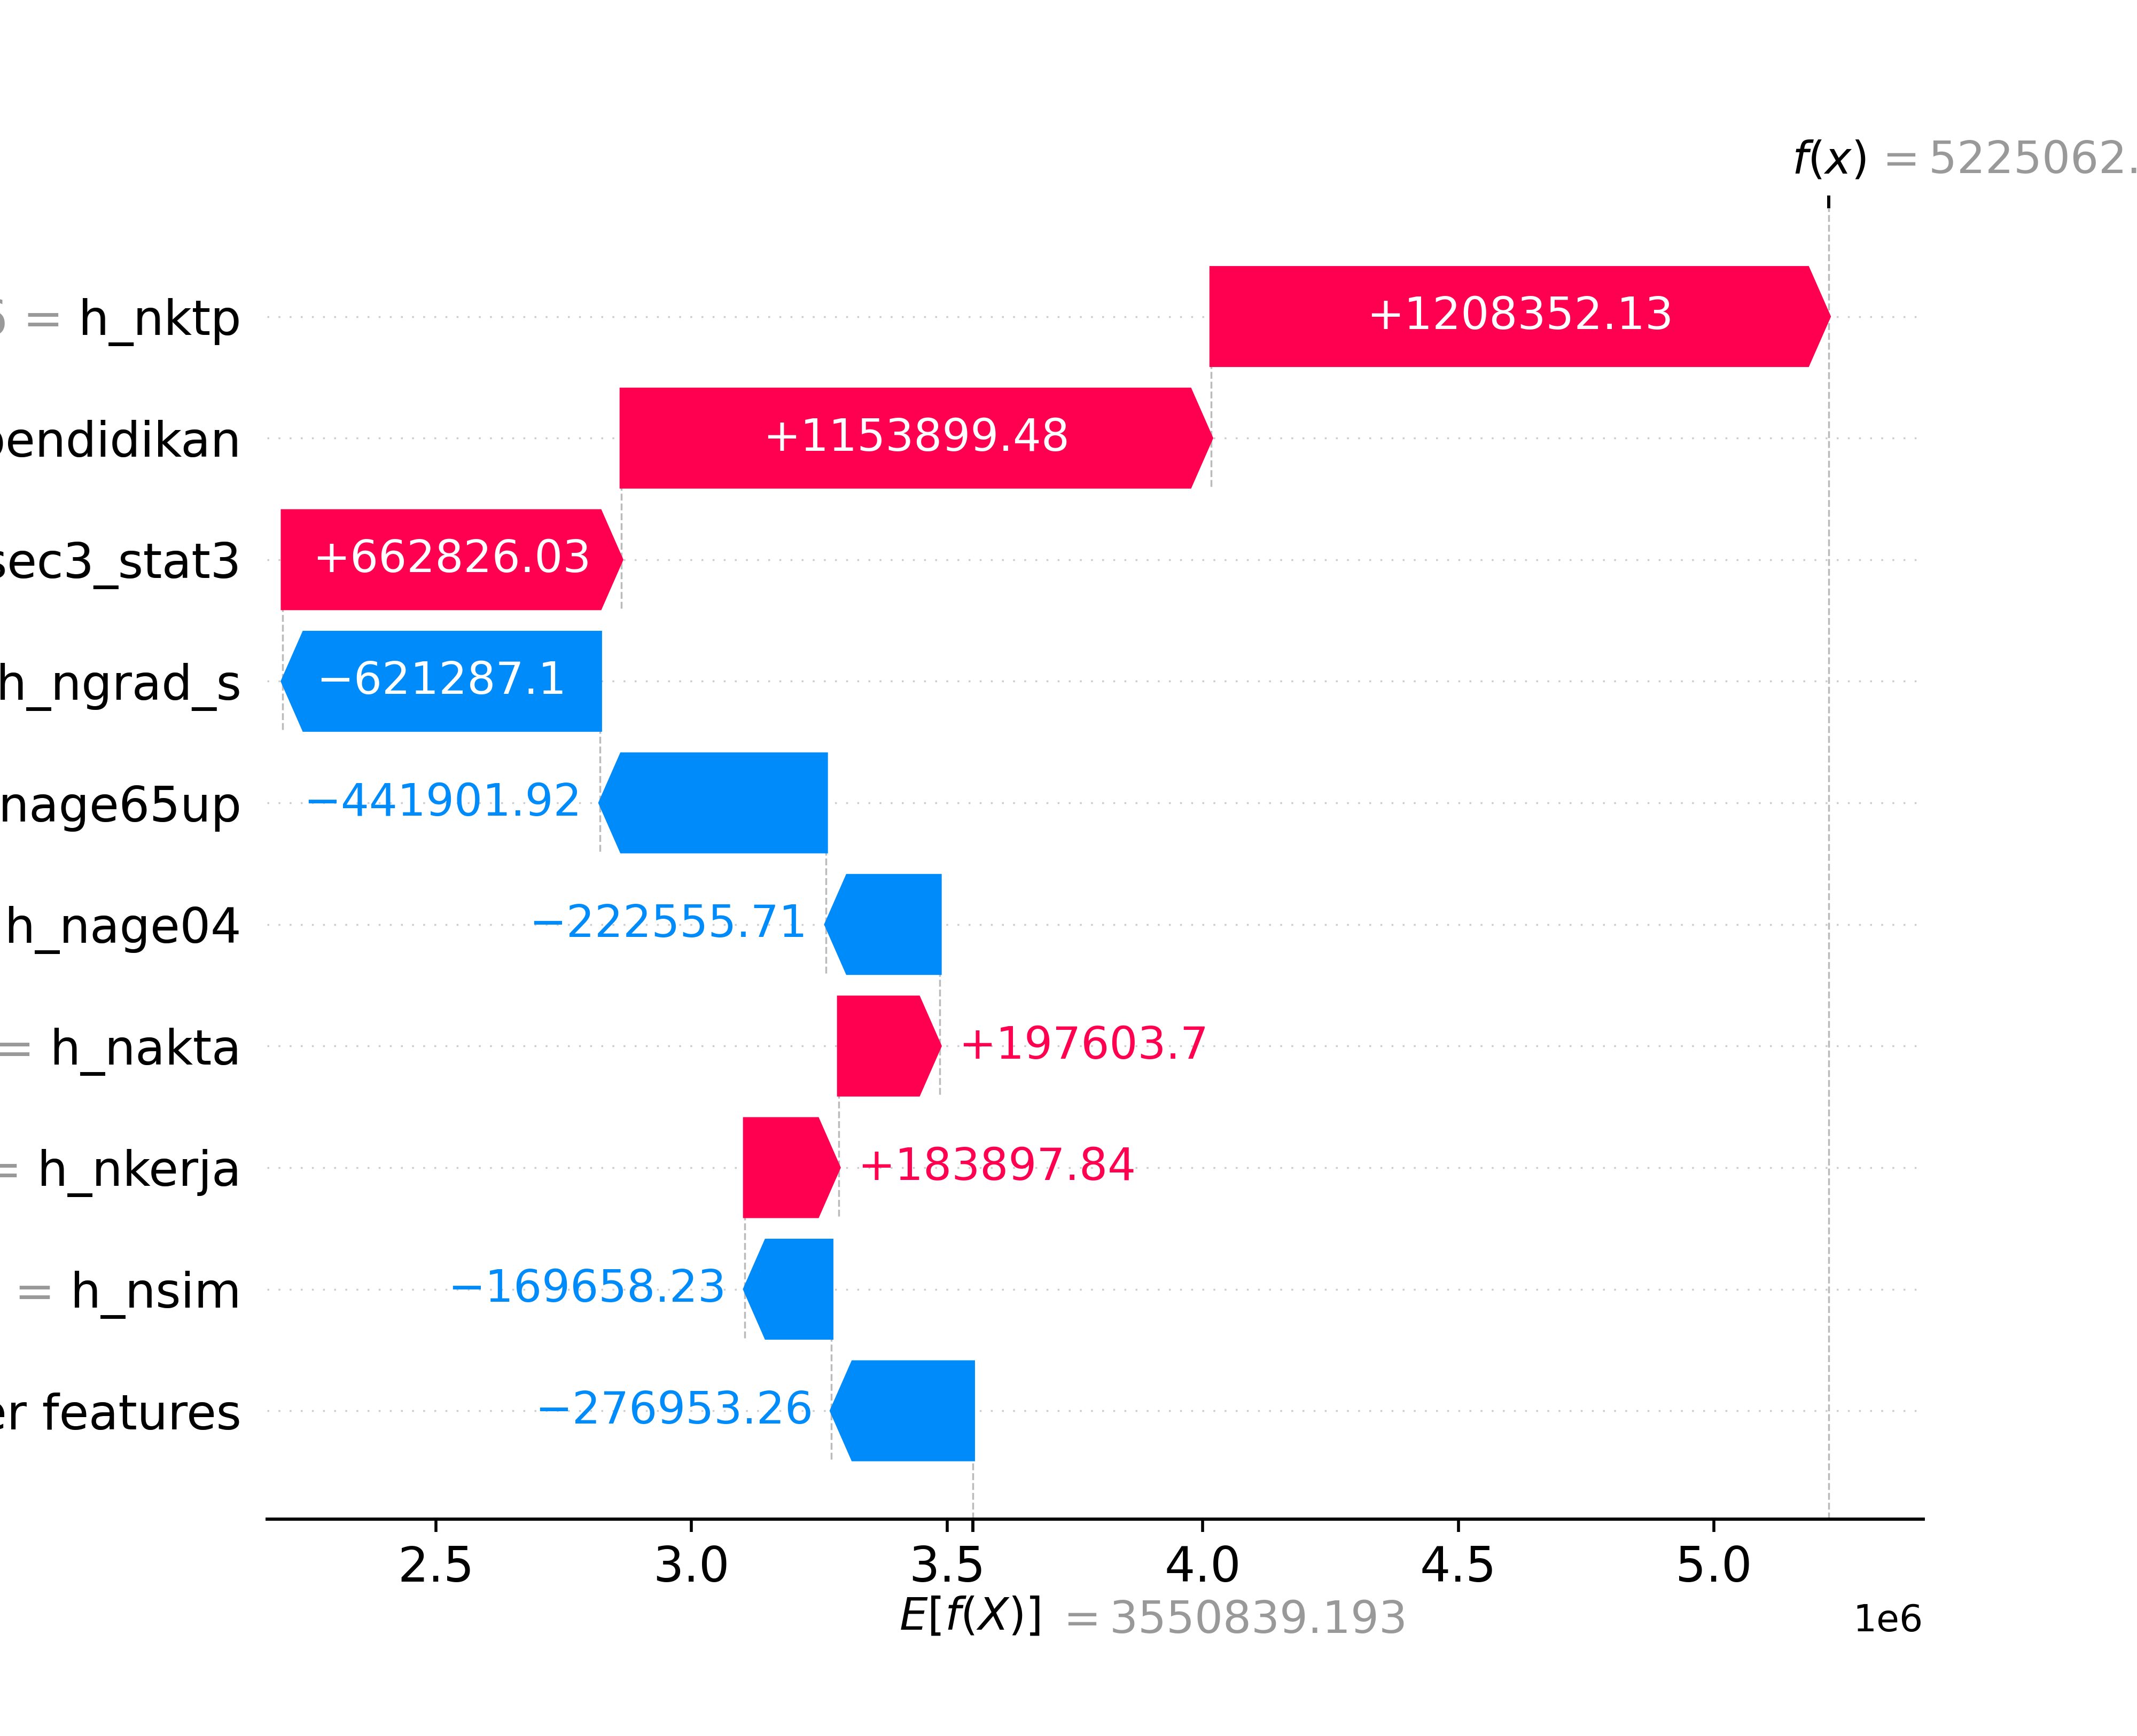 f(x) = 5225062.
= h_nktp
+1208352.13
endidikan
+1153899.48
sec3_stat3
+662826.03
h_ngrad_s
−621287.1
nage65up
−441901.92
h_nage04
−222555.71
= h_nakta
+197603.7
= h_nkerja
+183897.84
= h_nsim
−169658.23
er features
−276953.26
2.5 3.0 3.5 4.0 4.5 5.0
E[f(X)] = 3550839.193
1e6